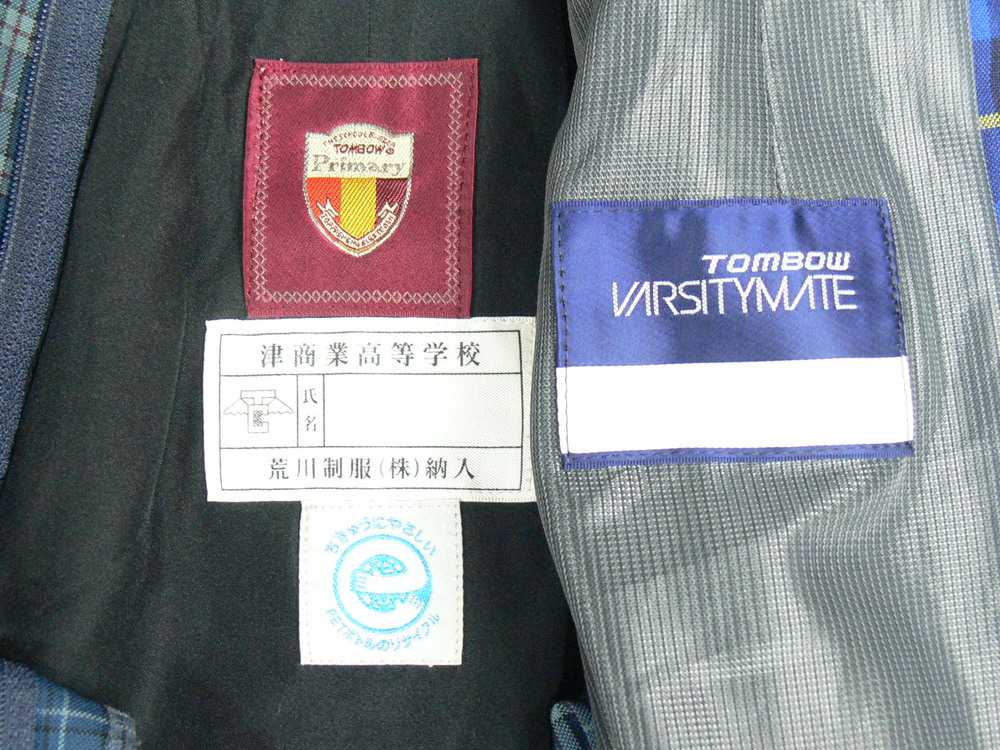 TOMBOW
Primary
津商業高等学校
氏名
荒川制服(株)納入
ちきゅうにやさしい
PETボトルのリサイクル
TOMBOW
VARSITYMATE